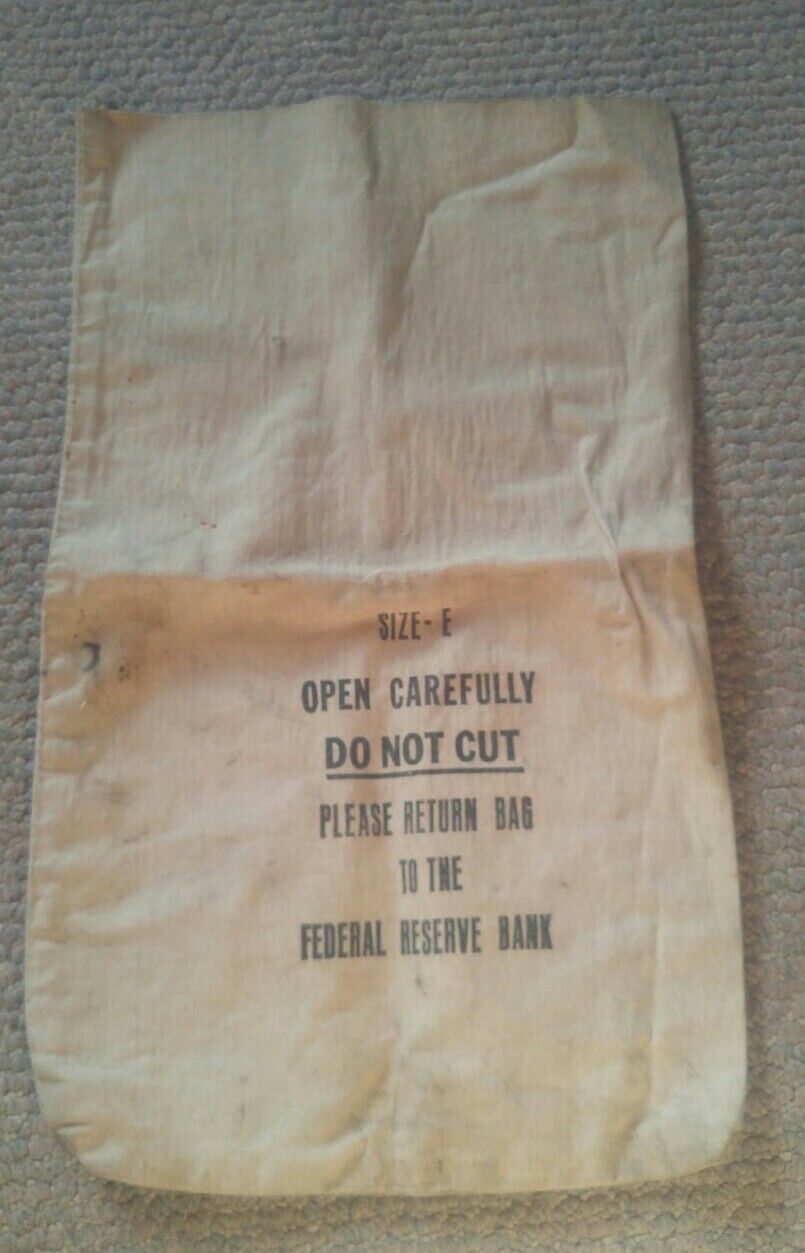 SIZE- E
OPEN CAREFULLY
DO NOT CUT
PLEASE RETURN BAG
TO THE
FEDERAL RESERVE BANK